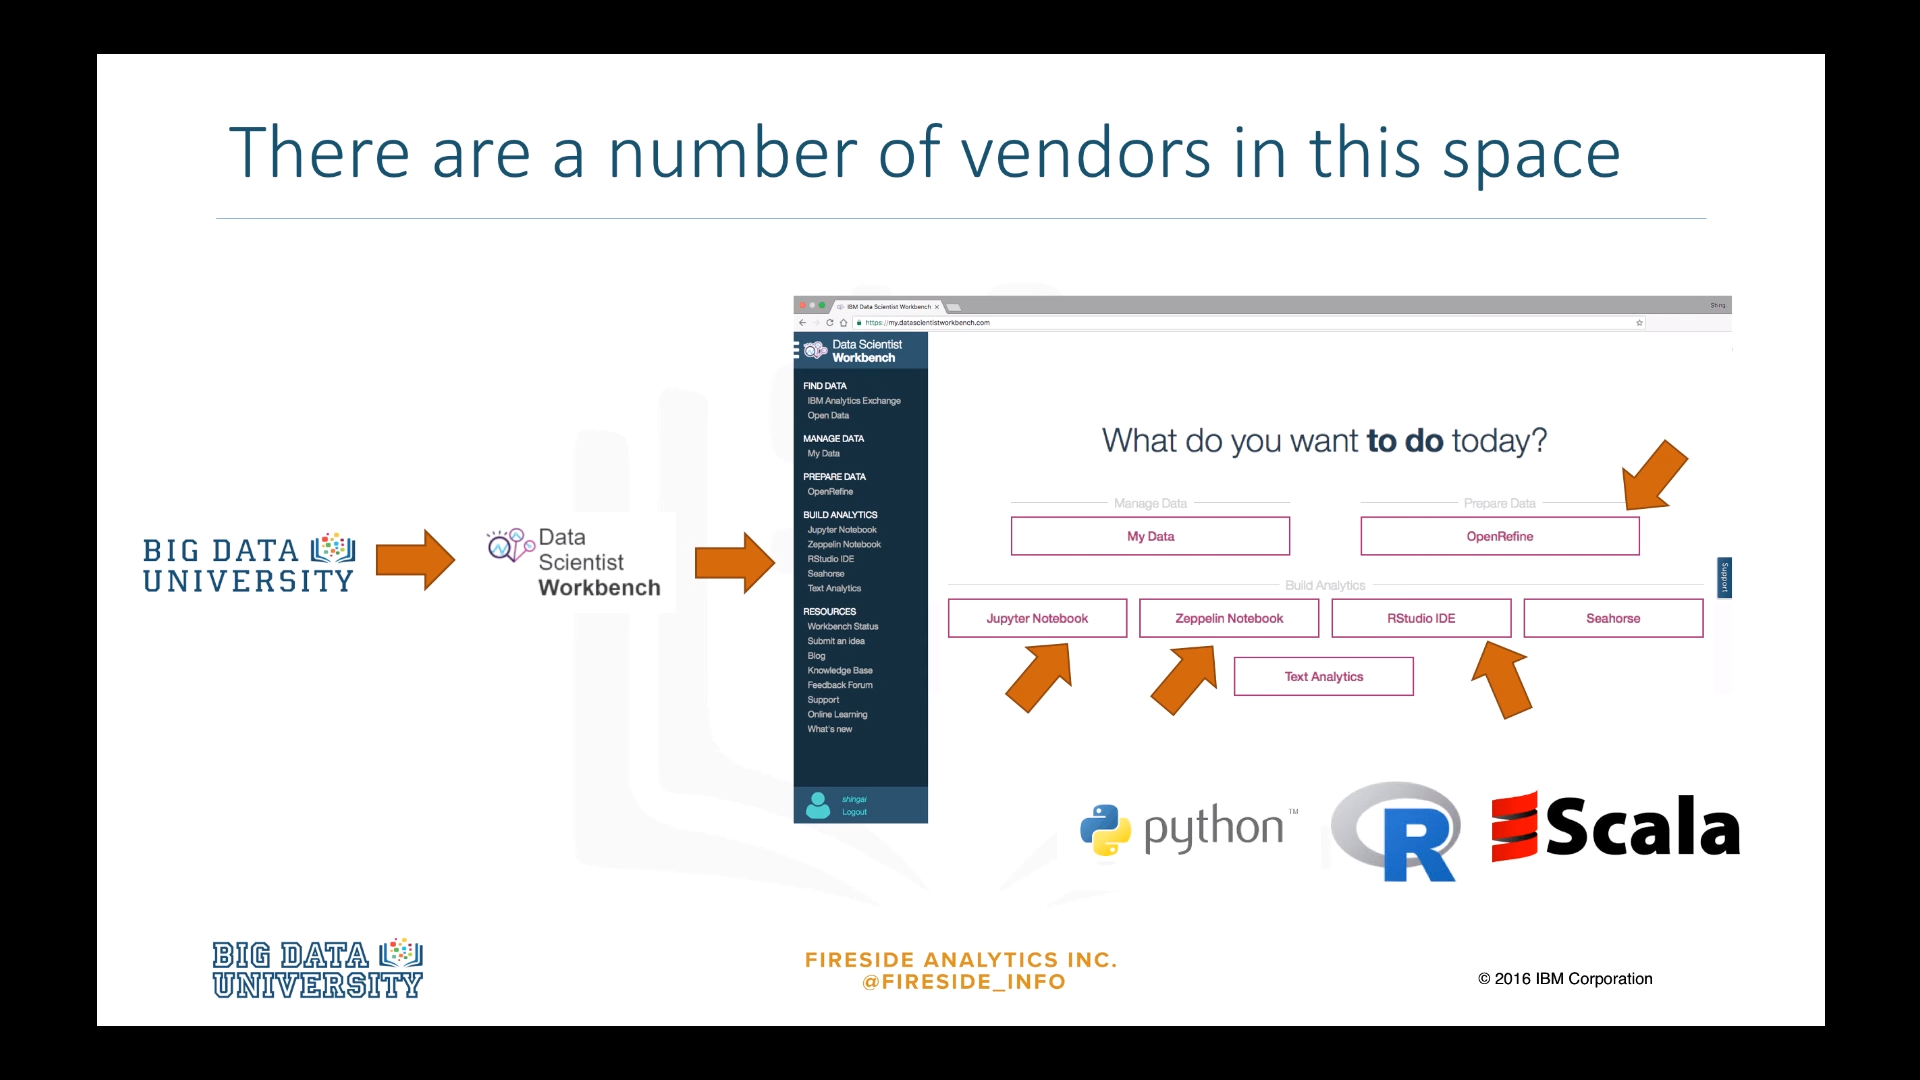 There are a number of vendors in this space
BIG DATA
UNIVERSITY
Data
Scientist
Workbench
IBM Data Scientist Workbench
https://my.datascientistworkbench.com
Data Scientist
Workbench
FIND DATA
IBM Analytics Exchange
Open Data
MANAGE DATA
My Data
PREPARE DATA
OpenRefine
BUILD ANALYTICS
Jupyter Notebook
Zeppelin Notebook
RStudio IDE
Seahorse
Text Analytics
RESOURCES
Workbench Status
Submit an idea
Blog
Knowledge Base
Feedback Forum
Support
Online Learning
What's new
shingai
Logout
What do you want to do today?
Manage Data
Prepare Data
My Data
OpenRefine
Build Analytics
Jupyter Notebook
Zeppelin Notebook
RStudio IDE
Seahorse
Text Analytics
Support
python™
R
Scala
BIG DATA
UNIVERSITY
FIRESIDE ANALYTICS INC.
@FIRESIDE_INFO
© 2016 IBM Corporation